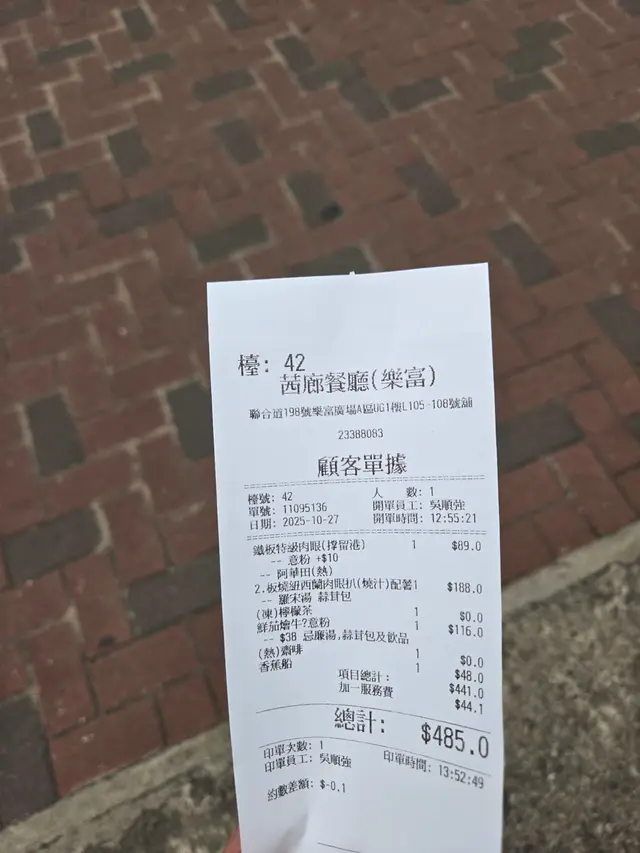 檯: 42
茜廊餐廳(樂富)
聯合道198號樂富廣場A區UG1樓L105-108號舖
23388083
顧客單據
檯號: 42 人 數: 1
單號: 11095136 開單員工: 吳順強
日期: 2025-10-27 開單時間: 12:55:21
鐵板特級肉眼(撐留港) 1 $89.0
-- 意粉 +$10
-- 阿華田(熱)
2.板燒紐西蘭肉眼扒(燒汁)配薯1 $188.0
-- 羅宋湯 蒜茸包
(凍)檸檬茶 1 $0.0
鮮茄燴牛?意粉 1 $116.0
-- $38 忌廉湯,蒜茸包及飲品
(熱)齋啡 1 $0.0
香蕉船 1 $48.0
項目總計: $441.0
加一服務費 $44.1
總計: $485.0
印單次數: 1 印單時間: 13:52:49
印單員工: 吳順強
約數差額: $-0.1